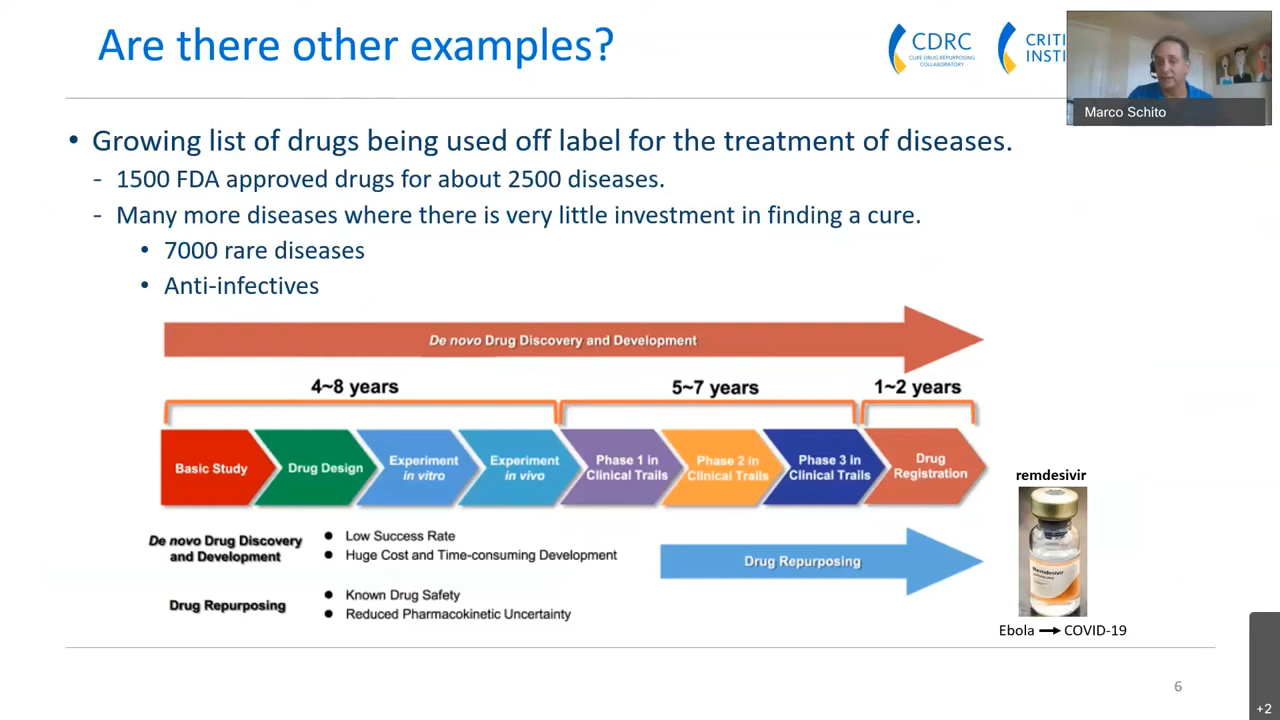 Are there other examples?
CDRC
CURE DRUG REPURPOSING
COLLABORATORY
CRITI
INSTI
Marco Schito
• Growing list of drugs being used off label for the treatment of diseases.
- 1500 FDA approved drugs for about 2500 diseases.
- Many more diseases where there is very little investment in finding a cure.
• 7000 rare diseases
• Anti-infectives
De novo Drug Discovery and Development
4~8 years
5~7 years
1~2 years
Basic Study
Drug Design
Experiment
in vitro
Experiment
in vivo
Phase 1 in
Clinical Trails
Phase 2 in
Clinical Trails
Phase 3 in
Clinical Trails
Drug
Registration
De novo Drug Discovery
and Development
● Low Success Rate
● Huge Cost and Time-consuming Development
Drug Repurposing
● Known Drug Safety
● Reduced Pharmacokinetic Uncertainty
Drug Repurposing
remdesivir
Remdesivir
Ebola → COVID-19
6
+2